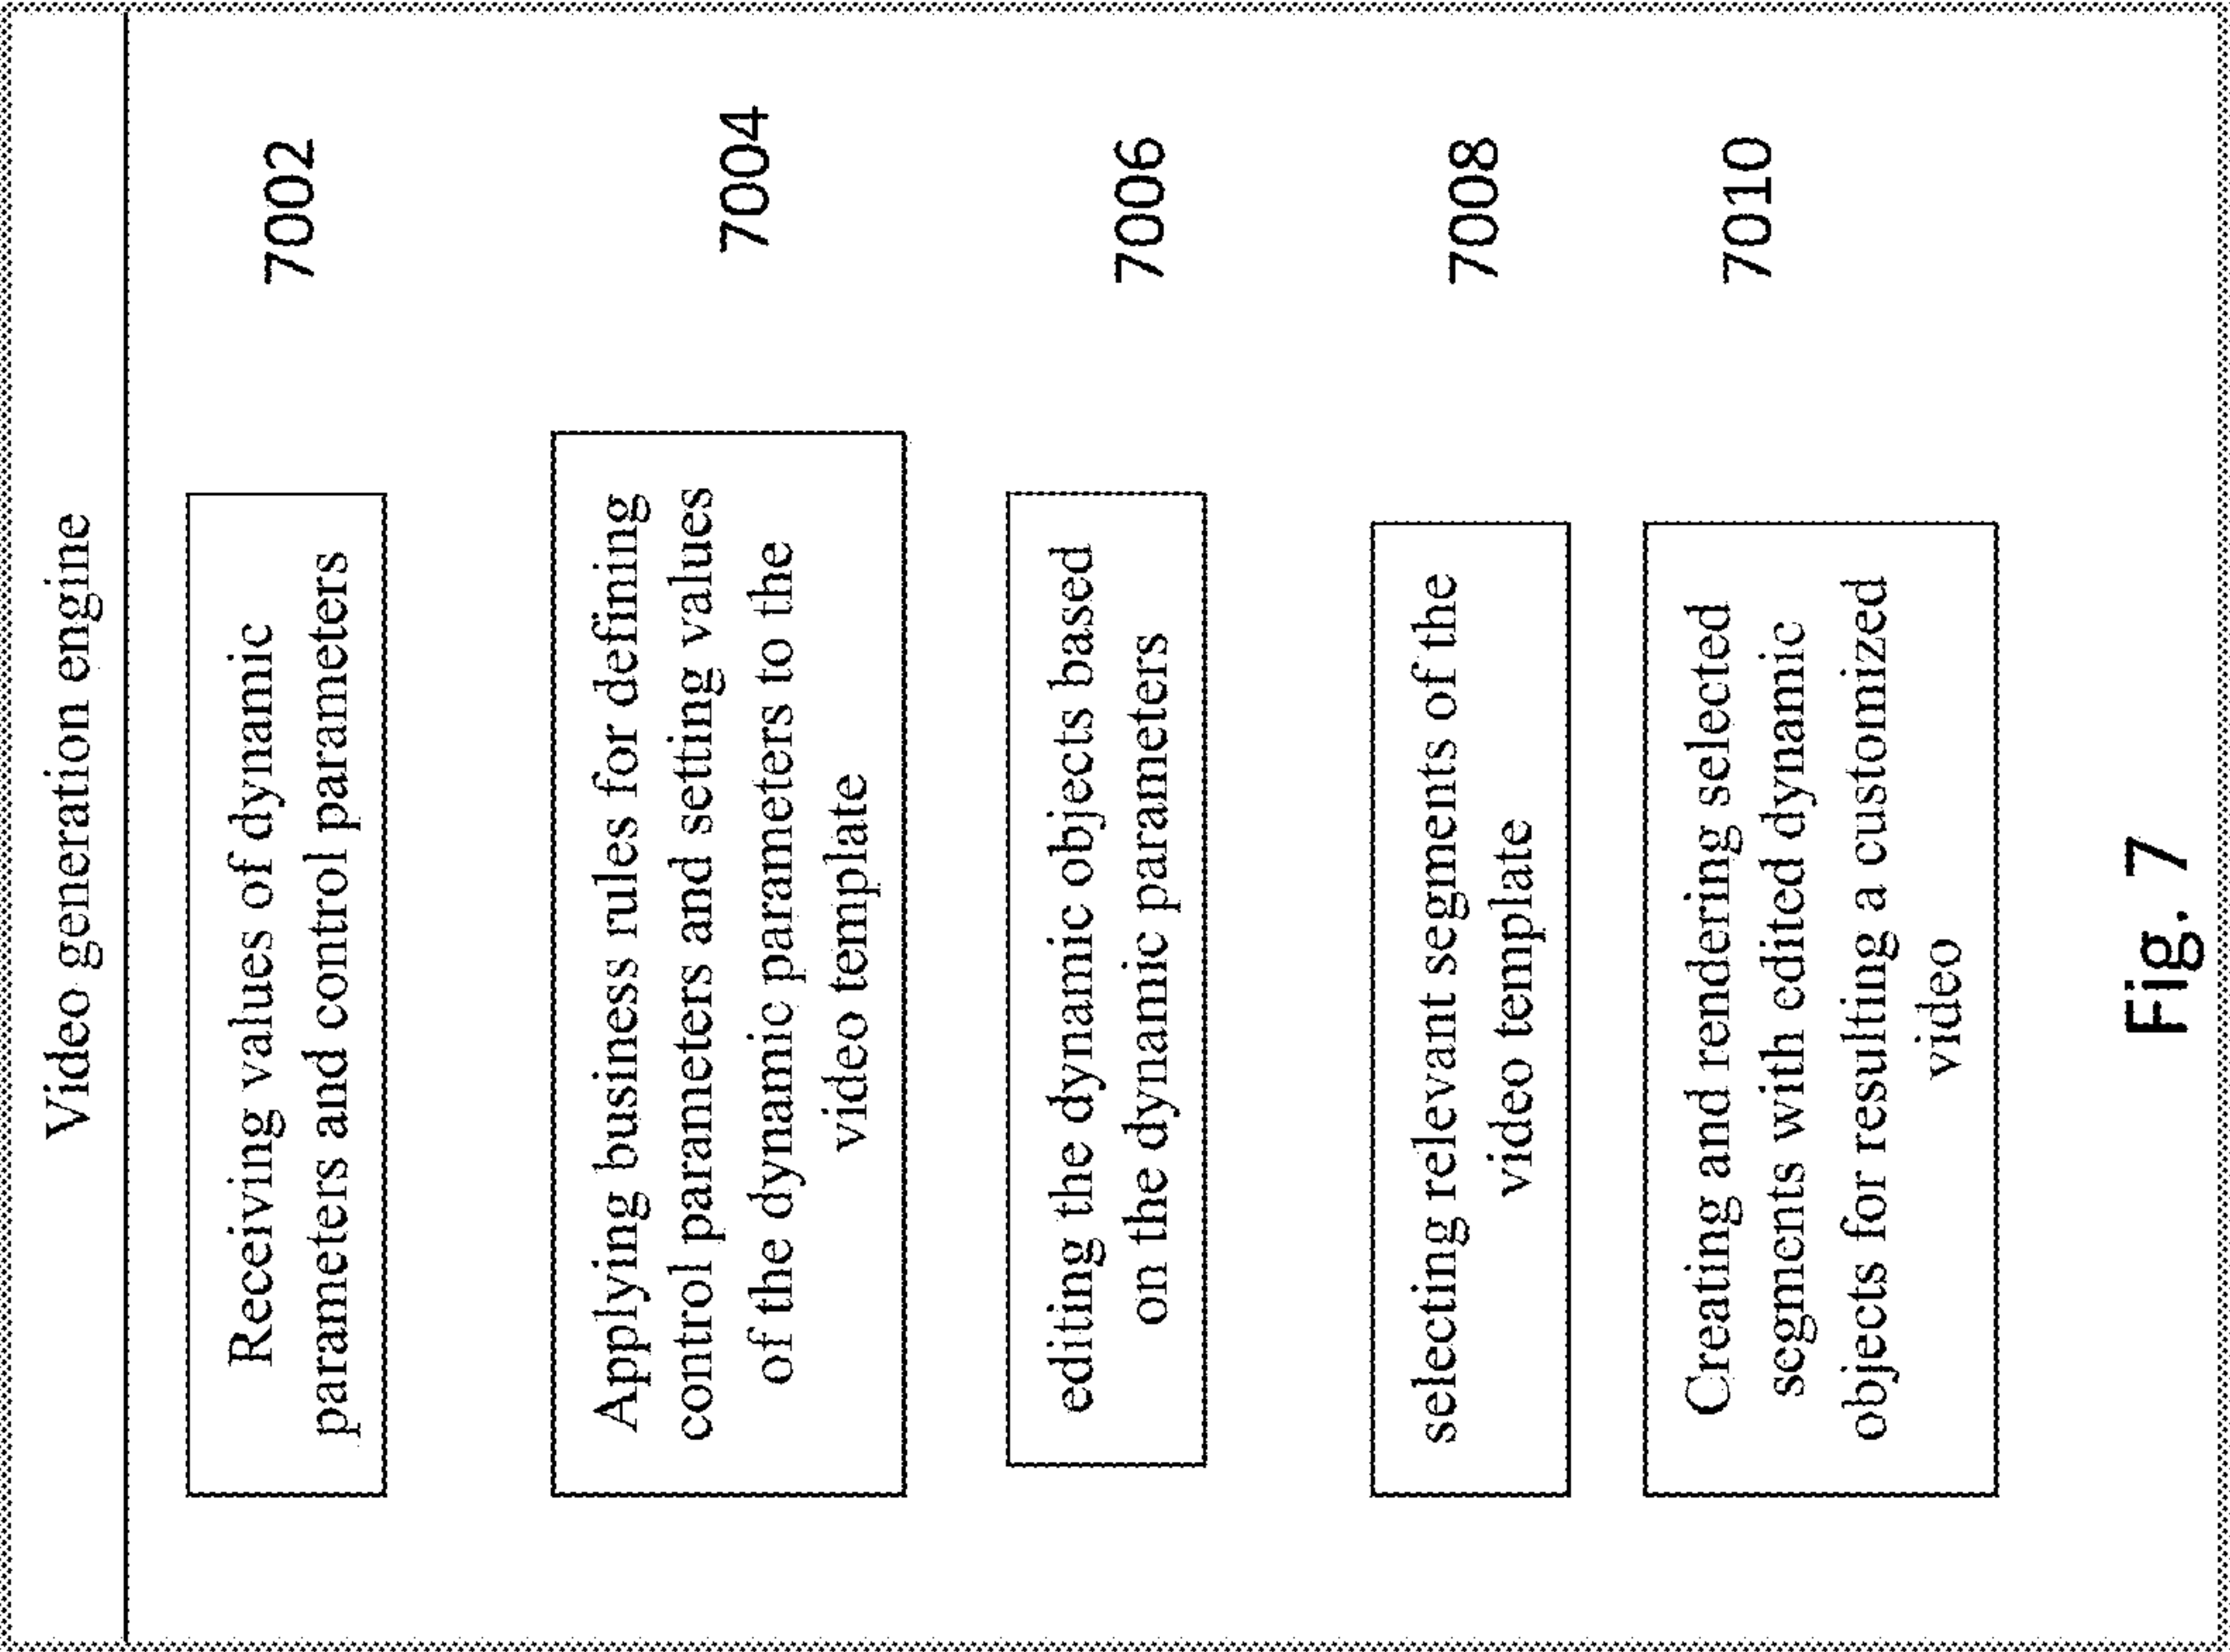 Video generation engine
Receiving values of dynamic
parameters and control parameters
7002
Applying business rules for defining
control parameters and setting values
of the dynamic parameters to the
video template
7004
editing the dynamic objects based
on the dynamic parameters
7006
selecting relevant segments of the
video template
7008
Creating and rendering selected
segments with edited dynamic
objects for resulting a customized
video
7010
Fig. 7